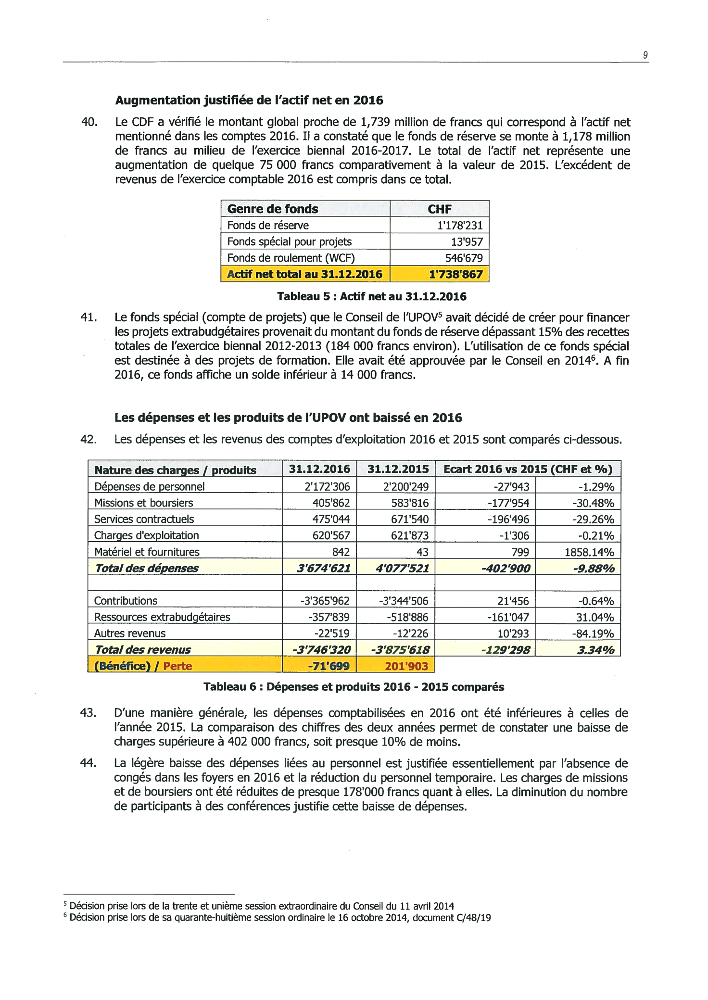 9
Augmentation justifiée de l'actif net en 2016
40. Le CDF a vérifié le montant global proche de 1,739 million de francs qui correspond à l'actif net
mentionné dans les comptes 2016. Il a constaté que le fonds de réserve se monte à 1,178 million
de francs au milieu de l'exercice biennal 2016-2017. Le total de l'actif net représente une
augmentation de quelque 75 000 francs comparativement à la valeur de 2015. L'excédent de
revenus de l'exercice comptable 2016 est compris dans ce total.
Genre de fonds CHF
Fonds de réserve 1'178'231
Fonds spécial pour projets 13'957
Fonds de roulement (WCF) 546'679
Actif net total au 31.12.2016 1'738'867
Tableau 5 : Actif net au 31.12.2016
41. Le fonds spécial (compte de projets) que le Conseil de l'UPOV⁵ avait décidé de créer pour financer
les projets extrabudgétaires provenait du montant du fonds de réserve dépassant 15% des recettes
totales de l'exercice biennal 2012-2013 (184 000 francs environ). L'utilisation de ce fonds spécial
est destinée à des projets de formation. Elle avait été approuvée par le Conseil en 2014⁶. A fin
2016, ce fonds affiche un solde inférieur à 14 000 francs.
Les dépenses et les produits de l'UPOV ont baissé en 2016
42. Les dépenses et les revenus des comptes d'exploitation 2016 et 2015 sont comparés ci-dessous.
Nature des charges / produits 31.12.2016 31.12.2015 Ecart 2016 vs 2015 (CHF et %)
Dépenses de personnel 2'172'306 2'200'249 -27'943 -1.29%
Missions et boursiers 405'862 583'816 -177'954 -30.48%
Services contractuels 475'044 671'540 -196'496 -29.26%
Charges d'exploitation 620'567 621'873 -1'306 -0.21%
Matériel et fournitures 842 43 799 1858.14%
Total des dépenses 3'674'621 4'077'521 -402'900 -9.88%
Contributions -3'365'962 -3'344'506 21'456 -0.64%
Ressources extrabudgétaires -357'839 -518'886 -161'047 31.04%
Autres revenus -22'519 -12'226 10'293 -84.19%
Total des revenus -3'746'320 -3'875'618 -129'298 3.34%
(Bénéfice) / Perte -71'699 201'903
Tableau 6 : Dépenses et produits 2016 - 2015 comparés
43. D'une manière générale, les dépenses comptabilisées en 2016 ont été inférieures à celles de
l'année 2015. La comparaison des chiffres des deux années permet de constater une baisse de
charges supérieure à 402 000 francs, soit presque 10% de moins.
44. La légère baisse des dépenses liées au personnel est justifiée essentiellement par l'absence de
congés dans les foyers en 2016 et la réduction du personnel temporaire. Les charges de missions
et de boursiers ont été réduites de presque 178'000 francs quant à elles. La diminution du nombre
de participants à des conférences justifie cette baisse de dépenses.
⁵ Décision prise lors de la trente et unième session extraordinaire du Conseil du 11 avril 2014
⁶ Décision prise lors de sa quarante-huitième session ordinaire le 16 octobre 2014, document C/48/19